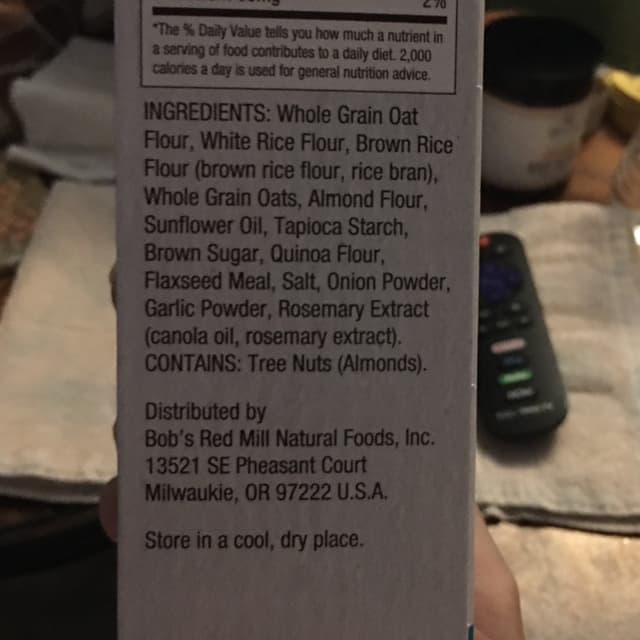 2%
*The % Daily Value tells you how much a nutrient in
a serving of food contributes to a daily diet. 2,000
calories a day is used for general nutrition advice.
INGREDIENTS: Whole Grain Oat
Flour, White Rice Flour, Brown Rice
Flour (brown rice flour, rice bran),
Whole Grain Oats, Almond Flour,
Sunflower Oil, Tapioca Starch,
Brown Sugar, Quinoa Flour,
Flaxseed Meal, Salt, Onion Powder,
Garlic Powder, Rosemary Extract
(canola oil, rosemary extract).
CONTAINS: Tree Nuts (Almonds).
Distributed by
Bob's Red Mill Natural Foods, Inc.
13521 SE Pheasant Court
Milwaukie, OR 97222 U.S.A.
Store in a cool, dry place.